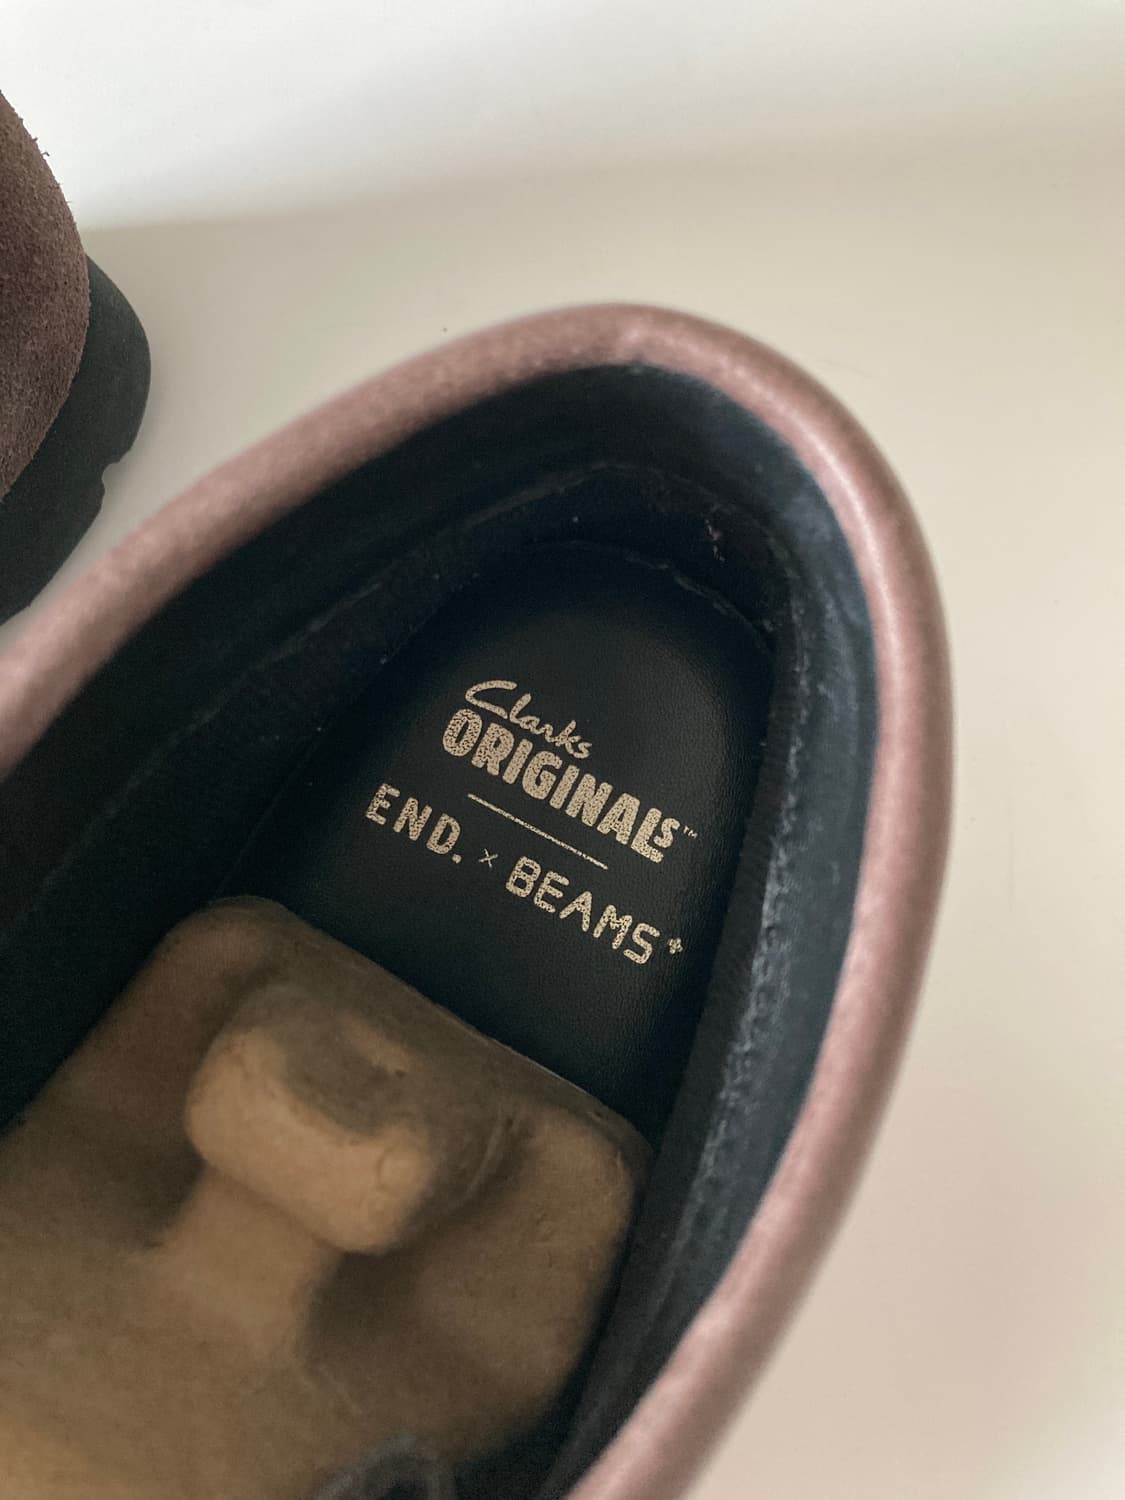 Clarks
ORIGINALS™
END. × BEAMS⁺